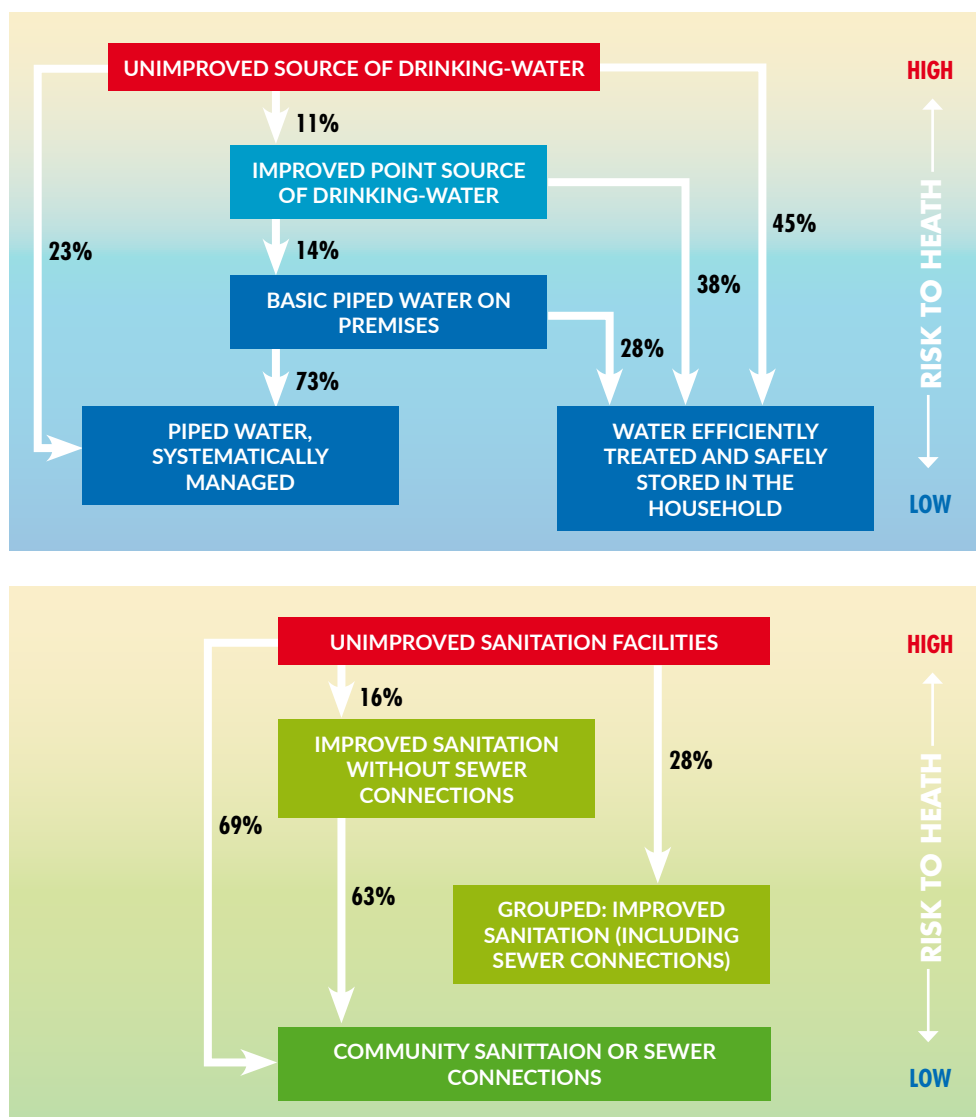 UNIMPROVED SOURCE OF DRINKING-WATER
HIGH
11%
IMPROVED POINT SOURCE
OF DRINKING-WATER
23%
14%
45%
38%
BASIC PIPED WATER ON
PREMISES
28%
73%
PIPED WATER,
SYSTEMATICALLY
MANAGED
WATER EFFICIENTLY
TREATED AND SAFELY
STORED IN THE
HOUSEHOLD
RISK TO HEATH
LOW
UNIMPROVED SANITATION FACILITIES
HIGH
16%
IMPROVED SANITATION
WITHOUT SEWER
CONNECTIONS
28%
69%
63%
GROUPED: IMPROVED
SANITATION (INCLUDING
SEWER CONNECTIONS)
RISK TO HEATH
COMMUNITY SANITTAION OR SEWER
CONNECTIONS
LOW